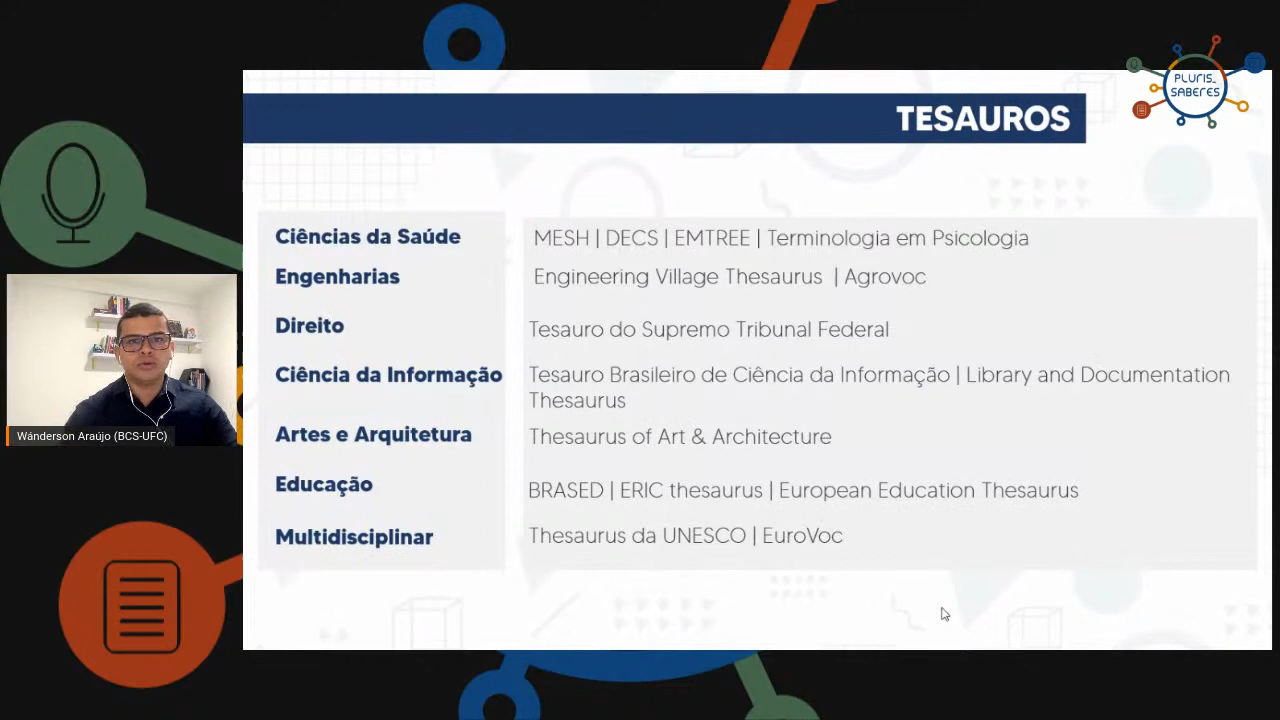 TESAUROS
PLURIS_
SABERES
Ciências da Saúde
MESH | DECS | EMTREE | Terminologia em Psicologia
Engenharias
Engineering Village Thesaurus | Agrovoc
Direito
Tesauro do Supremo Tribunal Federal
Ciência da Informação
Tesauro Brasileiro de Ciência da Informação | Library and Documentation
Thesaurus
Artes e Arquitetura
Thesaurus of Art & Architecture
Educação
BRASED | ERIC thesaurus | European Education Thesaurus
Multidisciplinar
Thesaurus da UNESCO | EuroVoc
Wánderson Araújo (BCS-UFC)